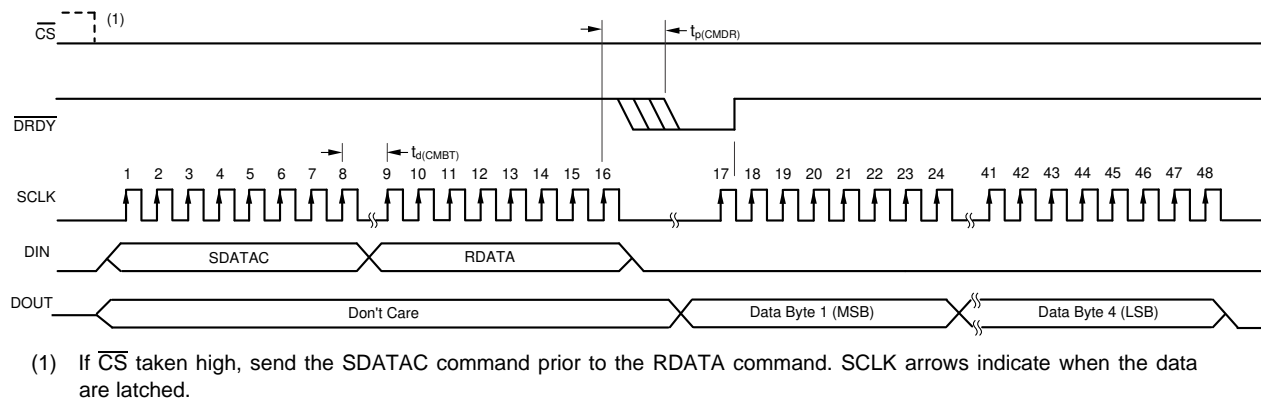 (1)
CS
tp(CMDR)
DRDY
td(CMBT)
1 2 3 4 5 6 7 8 9 10 11 12 13 14 15 16 17 18 19 20 21 22 23 24 41 42 43 44 45 46 47 48
SCLK
DIN SDATAC RDATA
DOUT Don't Care Data Byte 1 (MSB) Data Byte 4 (LSB)
(1) If CS taken high, send the SDATAC command prior to the RDATA command. SCLK arrows indicate when the data
are latched.